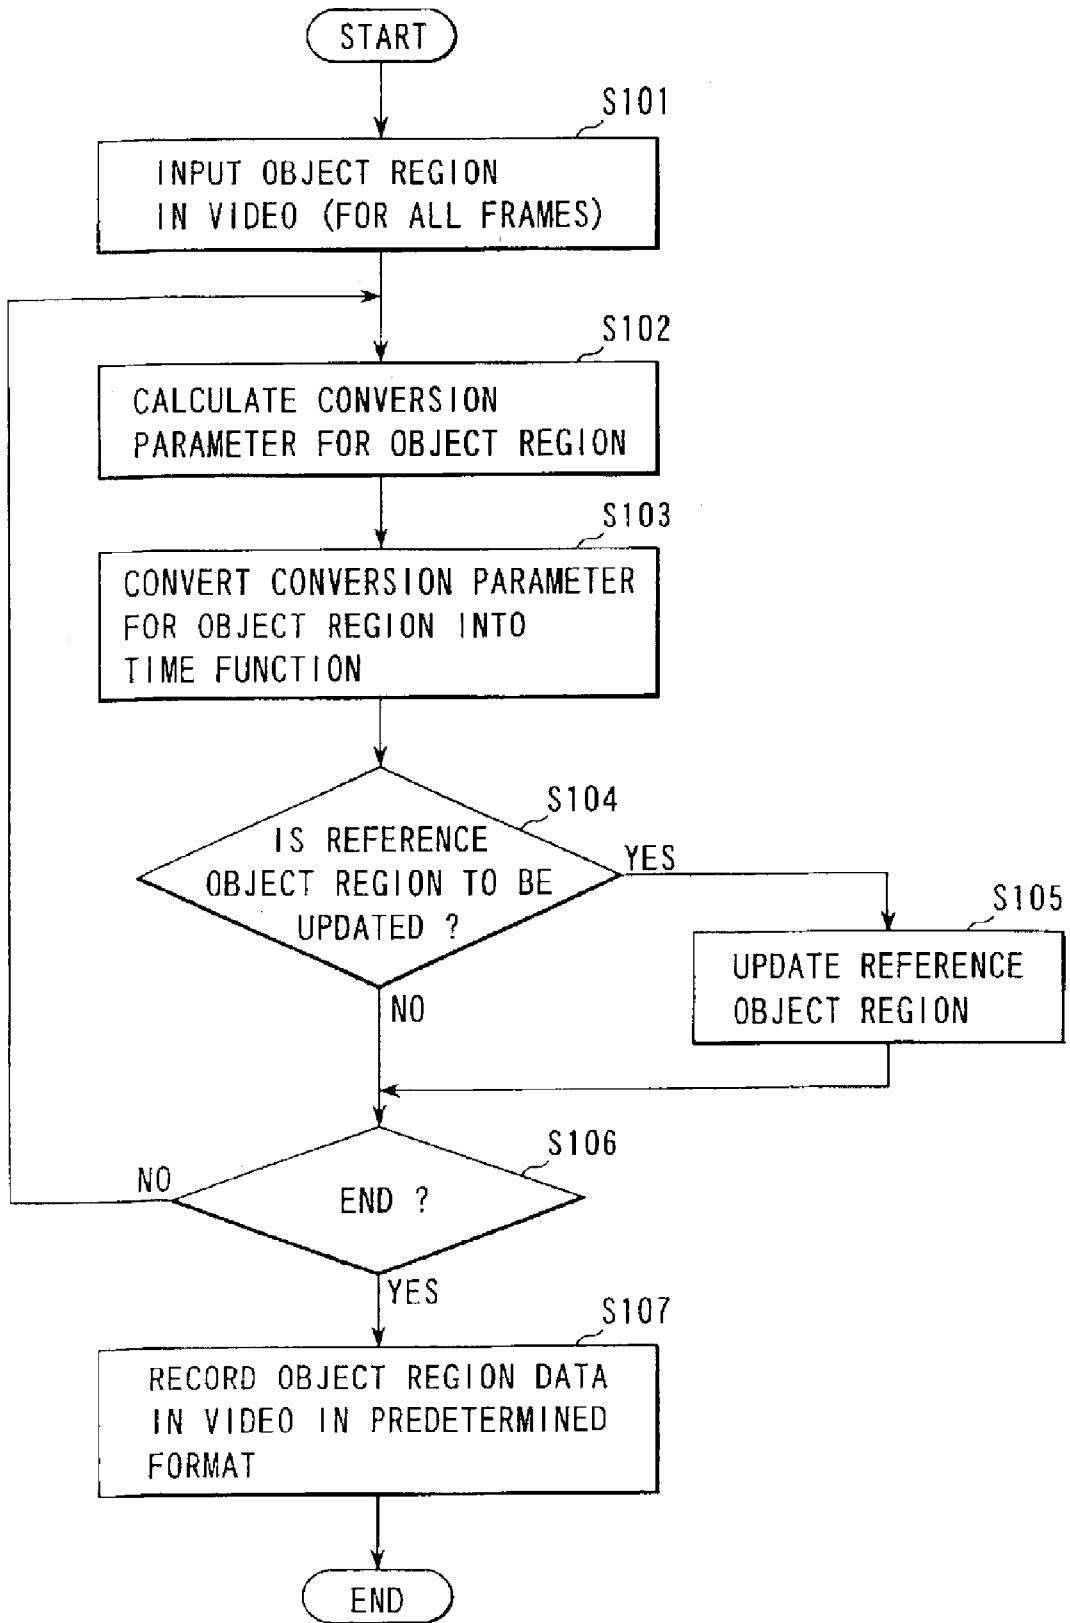 START
S101
INPUT OBJECT REGION
IN VIDEO (FOR ALL FRAMES)
S102
CALCULATE CONVERSION
PARAMETER FOR OBJECT REGION
S103
CONVERT CONVERSION PARAMETER
FOR OBJECT REGION INTO
TIME FUNCTION
S104
IS REFERENCE
OBJECT REGION TO BE
UPDATED ?
YES
S105
UPDATE REFERENCE
OBJECT REGION
NO
S106
NO
END ?
YES
S107
RECORD OBJECT REGION DATA
IN VIDEO IN PREDETERMINED
FORMAT
END